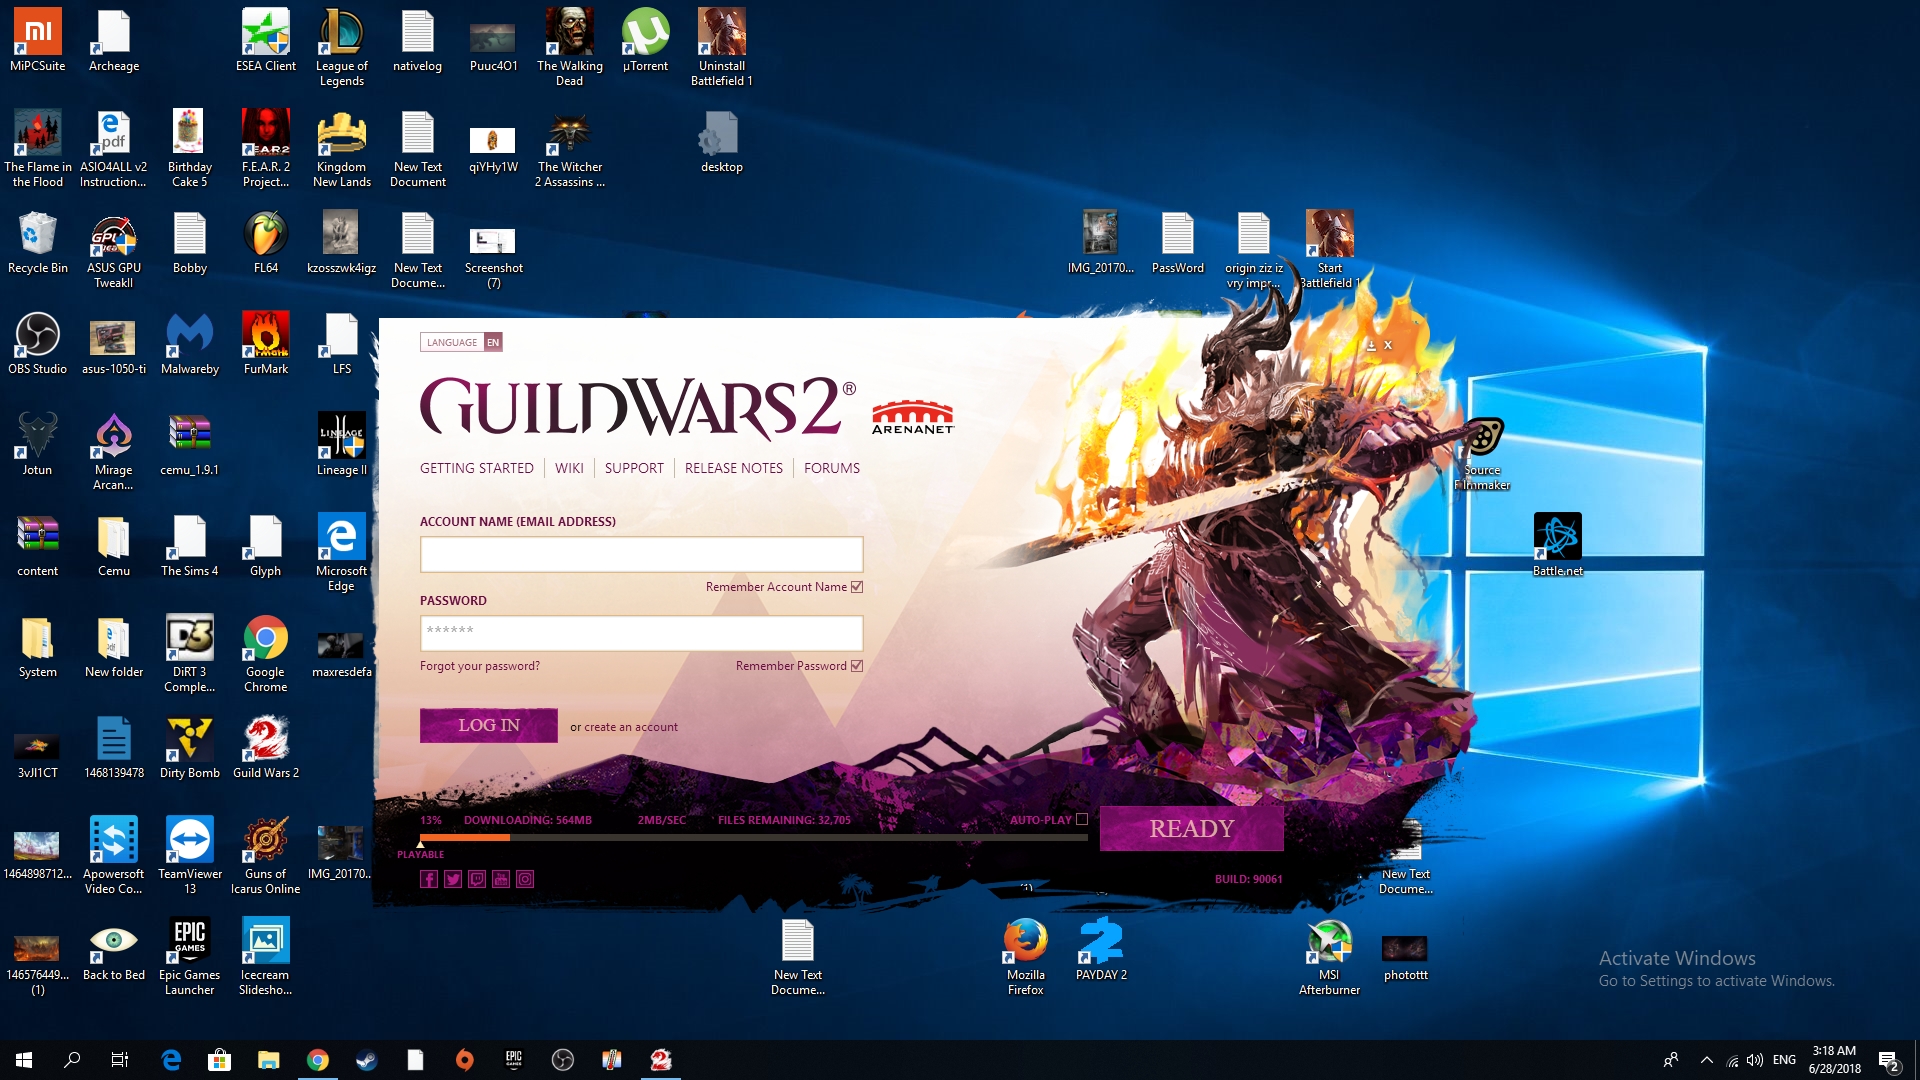 MiPCSuite
Archeage
ESEA Client
League of
Legends
nativelog
Puuc4O1
The Walking
Dead
µTorrent
Uninstall
Battlefield 1
The Flame in
the Flood
ASIO4ALL v2
Instruction...
Birthday
Cake 5
F.E.A.R. 2
Project...
Kingdom
New Lands
New Text
Document
qiYHy1W
The Witcher
2 Assassins ...
desktop
Recycle Bin
ASUS GPU
TweakII
Bobby
FL64
kzosszwk4igz
New Text
Docume...
Screenshot
(7)
IMG_20170...
PassWord
origin ziz iz
vry impr...
Start
Battlefield 1
OBS Studio
asus-1050-ti
Malwareby
FurMark
LFS
Jotun
Mirage
Arcan...
cemu_1.9.1
Lineage II
content
Cemu
The Sims 4
Glyph
Microsoft
Edge
System
New folder
DiRT 3
Comple...
Google
Chrome
maxresdefa
3vJI1CT
1468139478
Dirty Bomb
Guild Wars 2
1464898712...
Apowersoft
Video Co...
TeamViewer
13
Guns of
Icarus Online
IMG_20170..
146576449...
(1)
Back to Bed
Epic Games
Launcher
Icecream
Slidesho...
LANGUAGE EN
X
GUILD WARS 2®
ARENANET
GETTING STARTED WIKI SUPPORT RELEASE NOTES FORUMS
ACCOUNT NAME (EMAIL ADDRESS)
Remember Account Name
PASSWORD
******
Forgot your password?
Remember Password
LOG IN
or create an account
13% DOWNLOADING: 564MB 2MB/SEC FILES REMAINING: 32,705 AUTO-PLAY
READY
PLAYABLE
BUILD: 90061
Source
Filmmaker
Battle.net
New Text
Docume...
New Text
Docume...
Mozilla
Firefox
PAYDAY 2
MSI
Afterburner
photottt
Activate Windows
Go to Settings to activate Windows.
EPIC
GAMES
ENG
3:18 AM
6/28/2018
2